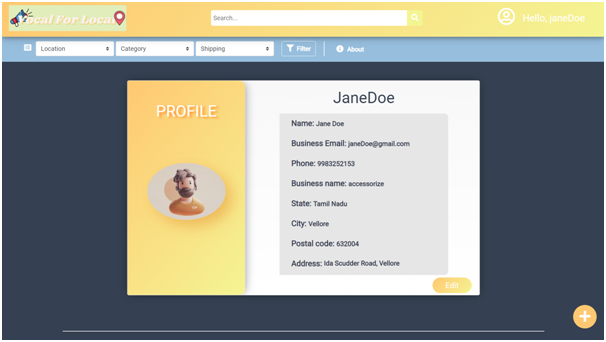 Local For Local
Search...
Hello, janeDoe
Location
Category
Shipping
Filter
About
PROFILE
JaneDoe
Name: Jane Doe
Business Email: janeDoe@gmail.com
Phone: 9983252153
Business name: accessorize
State: Tamil Nadu
City: Vellore
Postal code: 632004
Address: Ida Scudder Road, Vellore
Edit